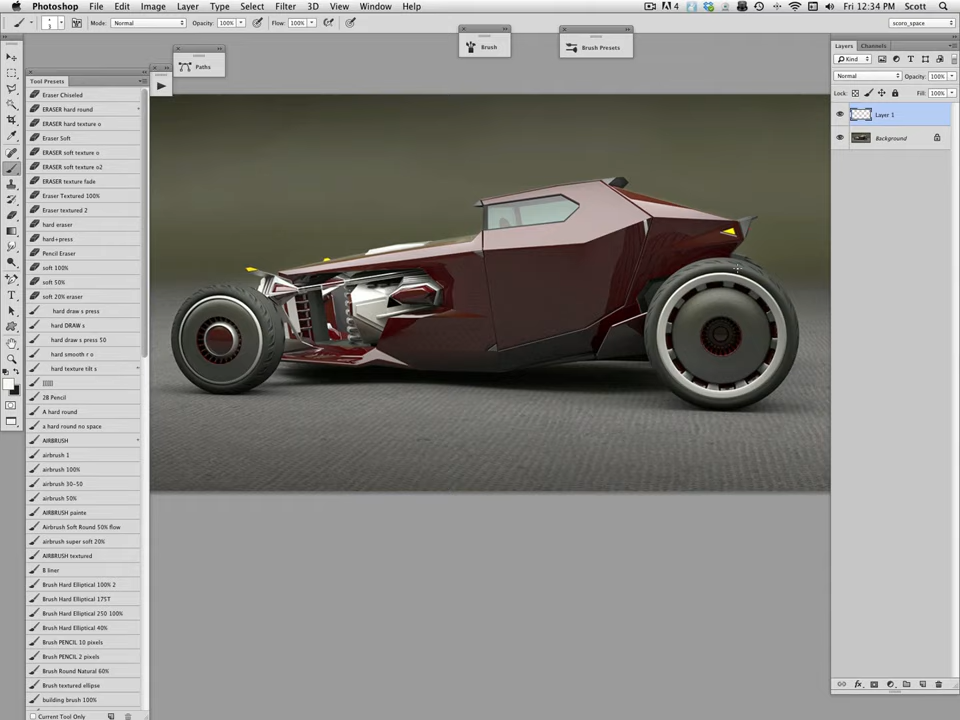 Photoshop File Edit Image Layer Type Select Filter 3D View Window Help 4 Fri 12:34 PM Scott
Mode: Normal Opacity: 100% Flow: 100% scoro_space
Paths
Brush
Brush Presets
Layers Channels
Kind
Normal Opacity: 100%
Lock: Fill: 100%
Layer 1
Background
Tool Presets
Eraser Chiseled
ERASER hard round
ERASER hard texture o
Eraser Soft
ERASER soft texture o
ERASER soft texture o2
ERASER texture fade
Eraser Textured 100%
Eraser textured 2
hard eraser
hard+press
Pencil Eraser
soft 100%
soft 50%
soft 20% eraser
hard draw s press
hard DRAW s
hard draw s press 50
hard smooth r o
hard texture tilt s
2B Pencil
A hard round
a hard round no space
AIRBRUSH
airbrush 1
airbrush 100%
airbrush 30-50
airbrush 50%
AIRBRUSH painte
Airbrush Soft Round 50% flow
airbrush super soft 20%
AIRBRUSH textured
B liner
Brush Hard Elliptical 100% 2
Brush Hard Elliptical 175T
Brush Hard Elliptical 250 100%
Brush Hard Elliptical 40%
Brush PENCIL 10 pixels
Brush PENCIL 2 pixels
Brush Round Natural 60%
Brush textured ellipse
building brush 100%
Current Tool Only